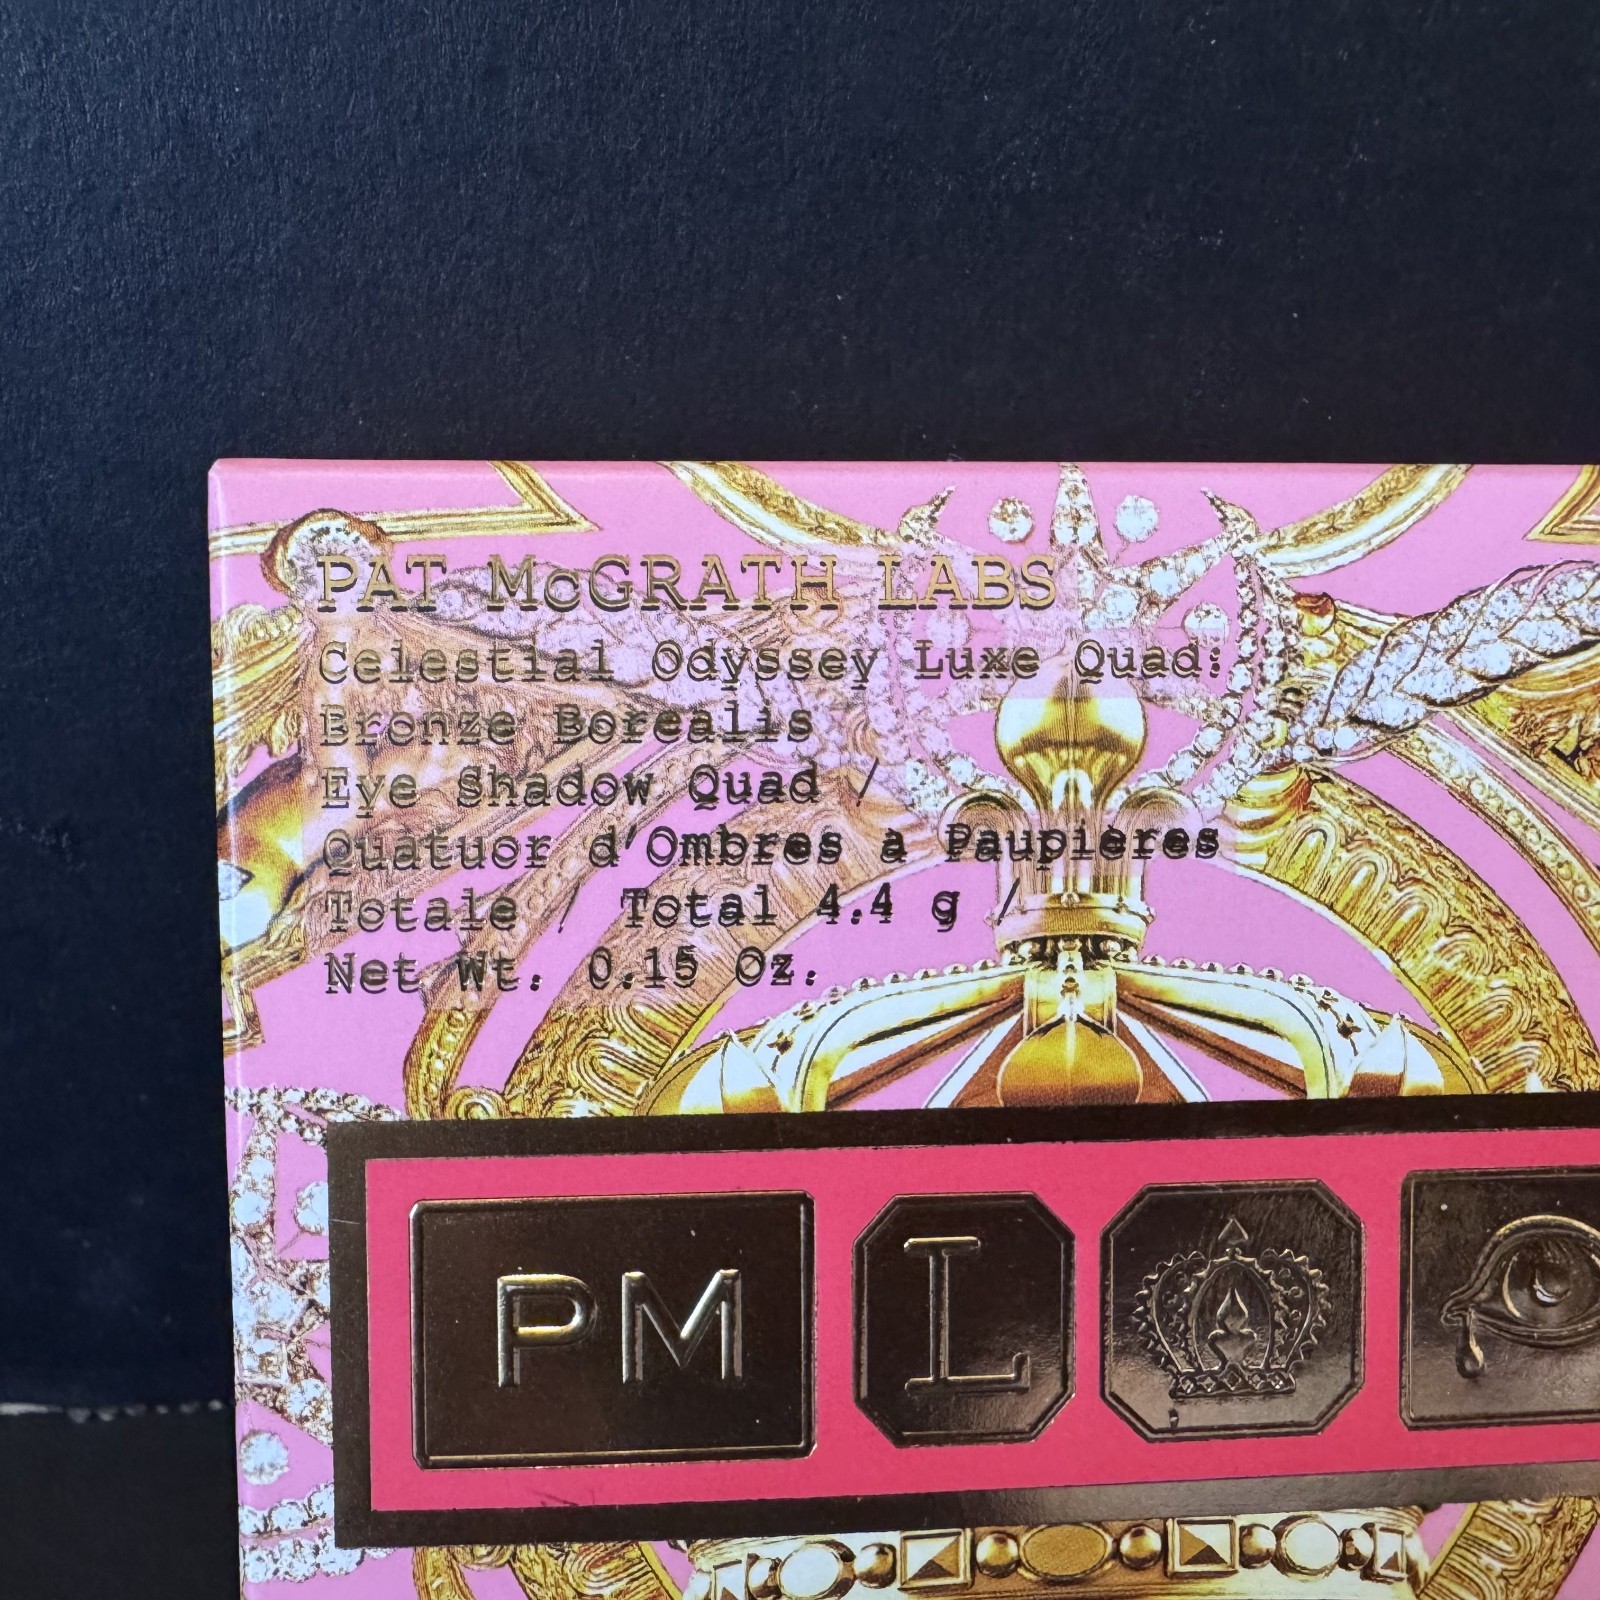 PAT McGRATH LABS
Celestial Odyssey Luxe Quad:
Bronze Borealis
Eye Shadow Quad /
Quatuor d'Ombres a Paupieres
Totale / Total 4.4 g /
Net Wt. 0.15 Oz.
PM L